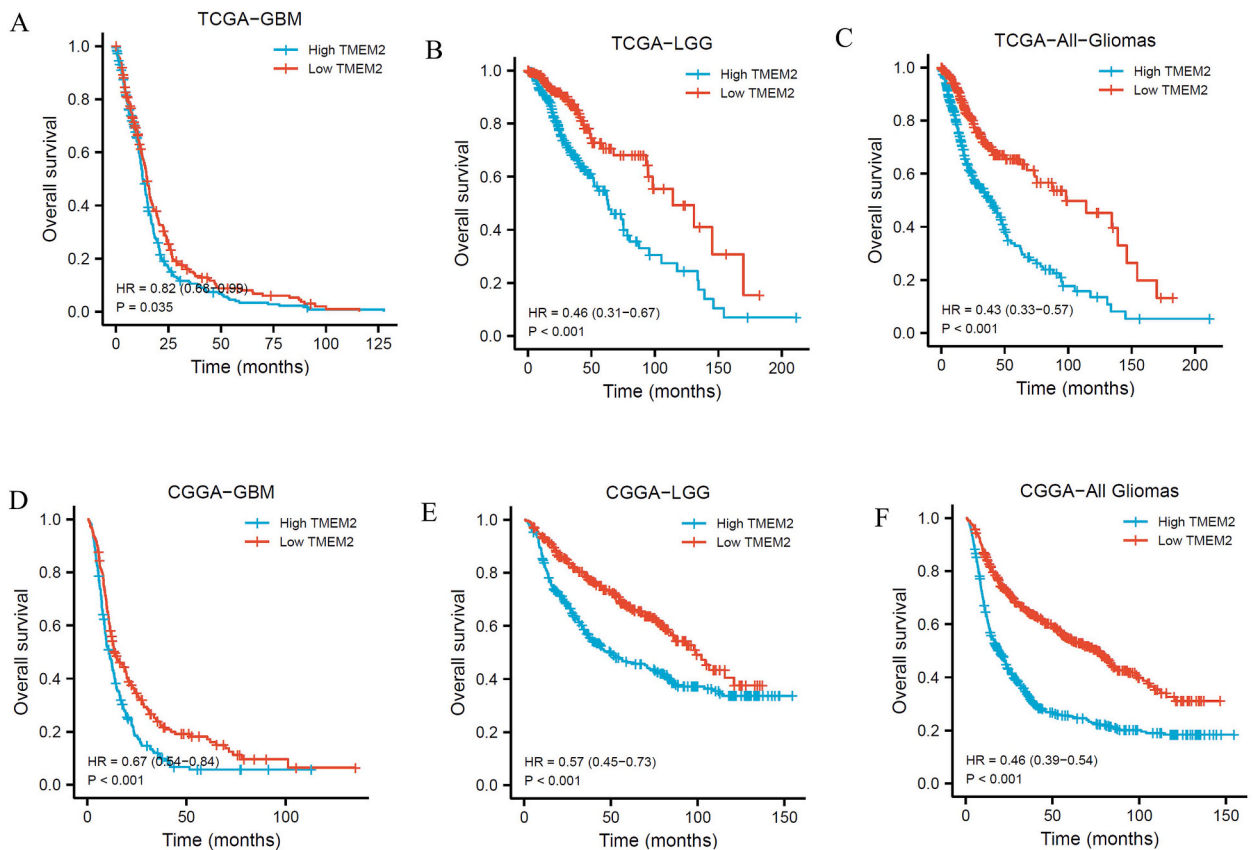 A
TCGA−GBM
High TMEM2
Low TMEM2
1.0
0.8
0.6
0.4
0.2
0.0
Overall survival
HR = 0.82 (0.68−0.99)
P = 0.035
0 25 50 75 100 125
Time (months)
B
TCGA−LGG
High TMEM2
Low TMEM2
1.0
0.8
0.6
0.4
0.2
0.0
Overall survival
HR = 0.46 (0.31−0.67)
P < 0.001
0 50 100 150 200
Time (months)
C
TCGA−All−Gliomas
High TMEM2
Low TMEM2
1.0
0.8
0.6
0.4
0.2
0.0
Overall survival
HR = 0.43 (0.33−0.57)
P < 0.001
0 50 100 150 200
Time (months)
D
CGGA−GBM
High TMEM2
Low TMEM2
1.0
0.8
0.6
0.4
0.2
0.0
Overall survival
HR = 0.67 (0.54−0.84)
P < 0.001
0 50 100
Time (months)
E
CGGA−LGG
High TMEM2
Low TMEM2
1.0
0.8
0.6
0.4
0.2
0.0
Overall survival
HR = 0.57 (0.45−0.73)
P < 0.001
0 50 100 150
Time (months)
F
CGGA−All Gliomas
High TMEM2
Low TMEM2
1.0
0.8
0.6
0.4
0.2
0.0
Overall survival
HR = 0.46 (0.39−0.54)
P < 0.001
0 50 100 150
Time (months)